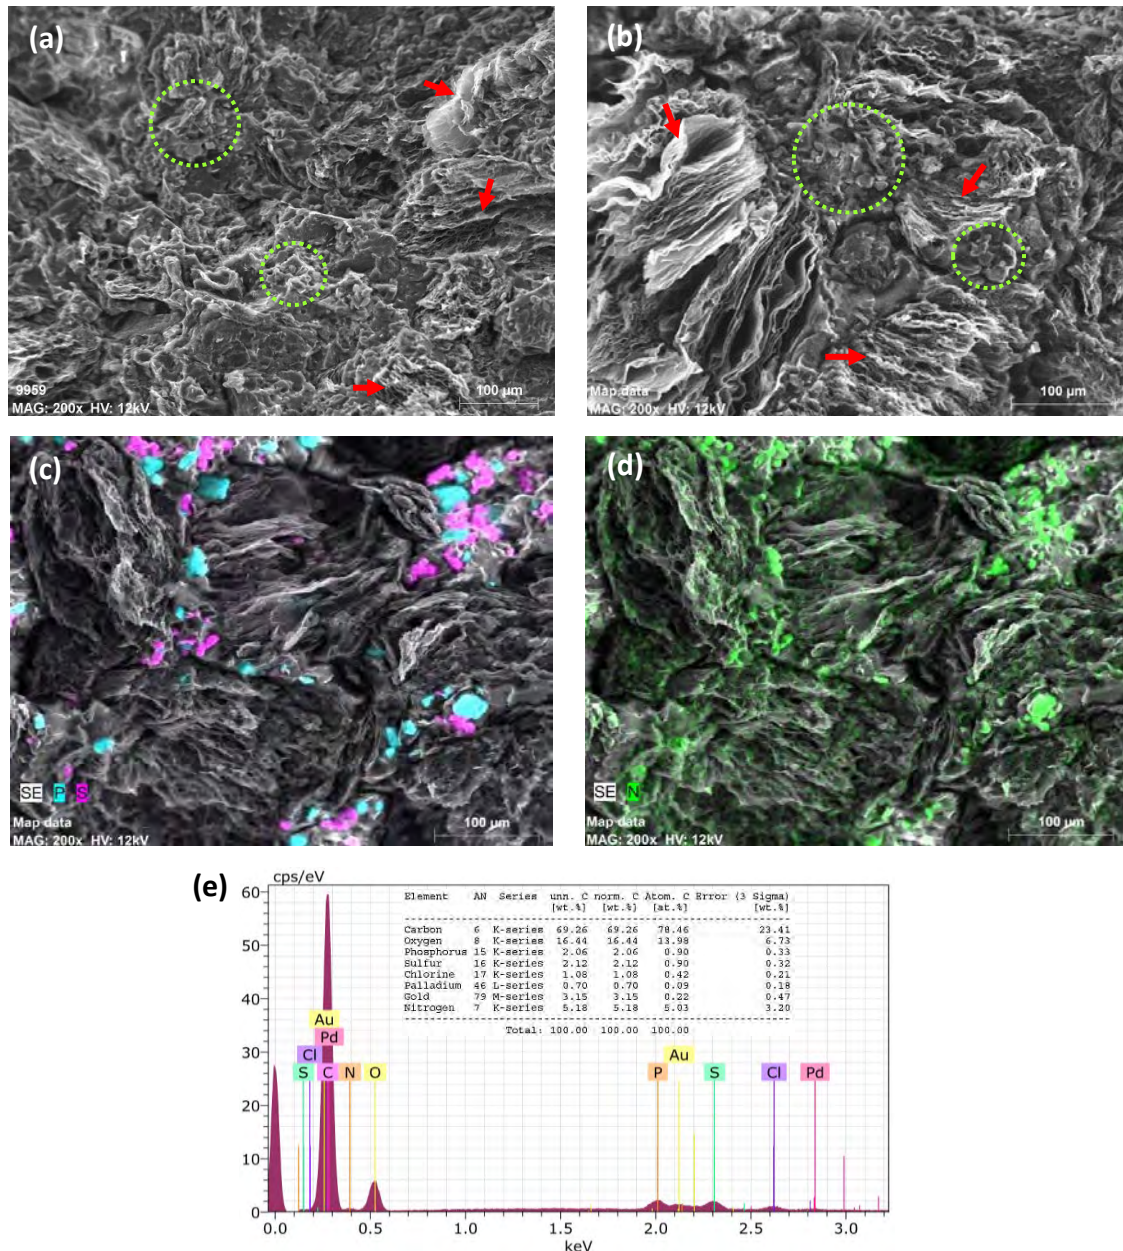 (a)
9959
MAG: 200x HV: 12kV
100 µm
(b)
Map data
MAG: 200x HV: 12kV
100 µm
(c)
SE P S
Map data
MAG: 200x HV: 12kV
100 µm
(d)
SE N
Map data
MAG: 200x HV: 12kV
100 µm
(e)
cps/eV
Element AN Series unn. C norm. C Atom. C Error (3 Sigma)
[wt.%] [wt.%] [at.%] [wt.%]
Carbon 6 K-series 69.26 69.26 78.46 23.41
Oxygen 8 K-series 16.44 16.44 13.98 6.73
Phosphorus 15 K-series 2.06 2.06 0.90 0.33
Sulfur 16 K-series 2.12 2.12 0.90 0.32
Chlorine 17 K-series 1.08 1.08 0.42 0.21
Palladium 46 L-series 0.70 0.70 0.09 0.18
Gold 79 M-series 3.15 3.15 0.22 0.47
Nitrogen 7 K-series 5.18 5.18 5.03 3.20
Total: 100.00 100.00 100.00
60
50
40
30
20
10
0
Au
Pd
Cl
S C N O
Au
P S Cl Pd
0.0 0.5 1.0 1.5 2.0 2.5 3.0
keV